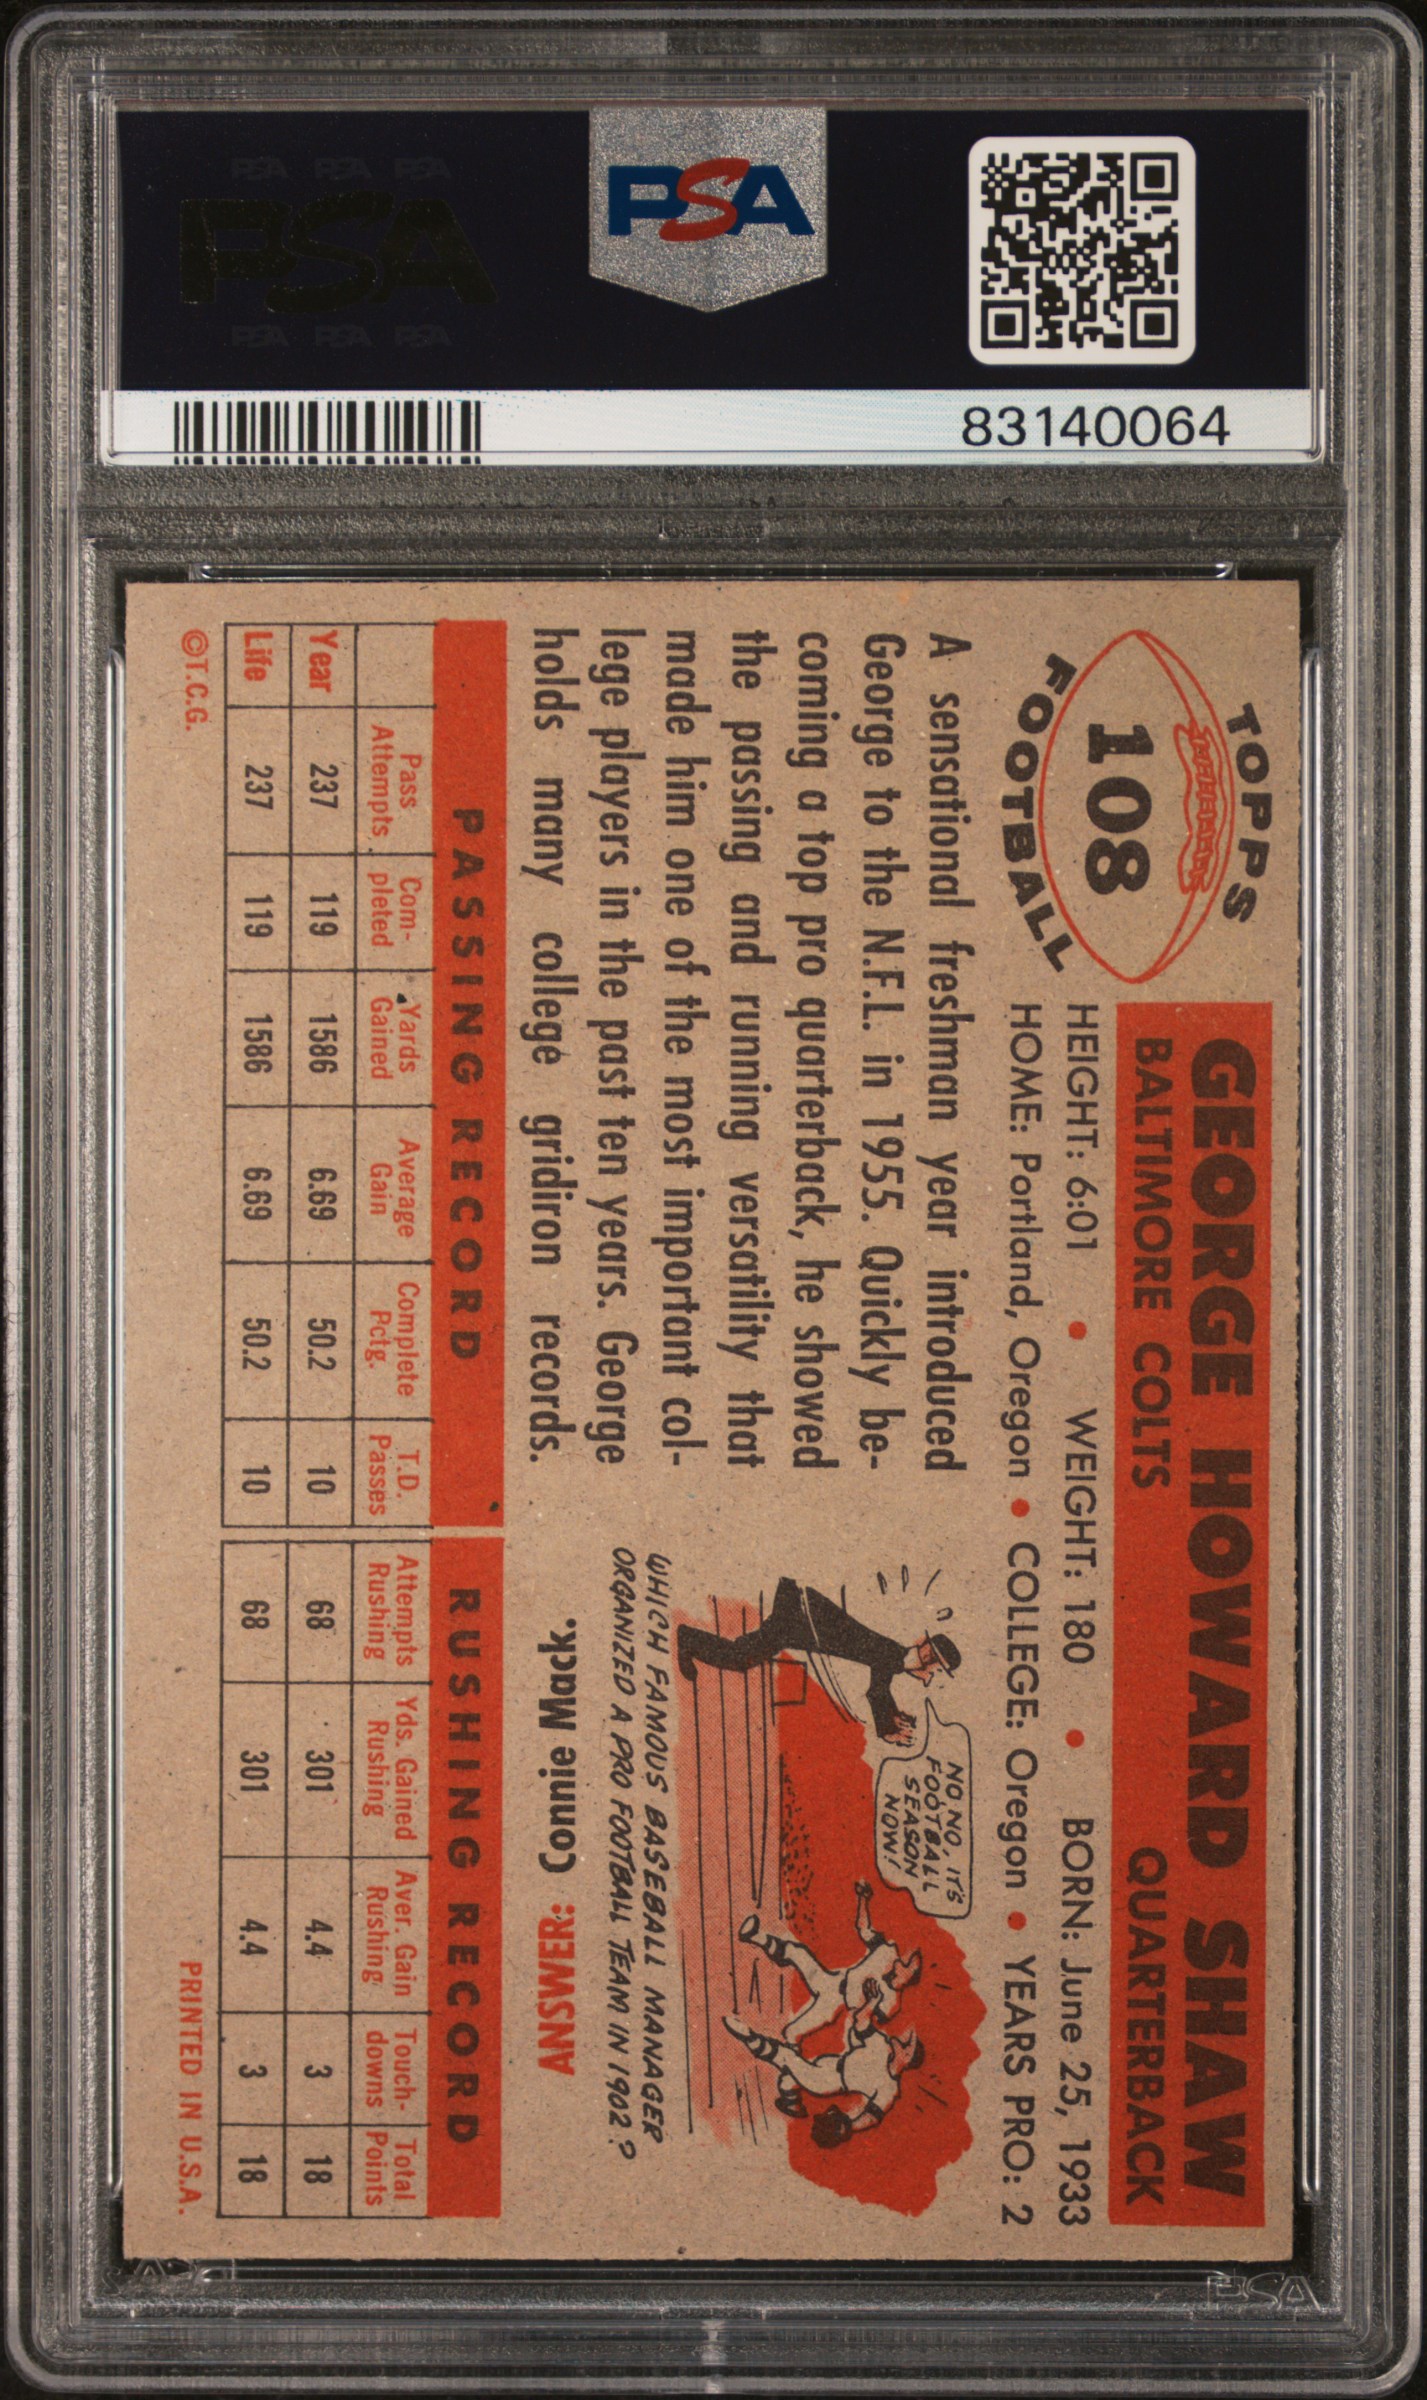 PSA PSA PSA
PSA
PSA PSA PSA
PSA
83140064
TOPPS
108
FOOTBALL
GEORGE HOWARD SHAW
BALTIMORE COLTS QUARTERBACK
HEIGHT: 6:01 • WEIGHT: 180 • BORN: June 25, 1933
HOME: Portland, Oregon • COLLEGE: Oregon • YEARS PRO: 2
A sensational freshman year introduced
George to the N.F.L. in 1955. Quickly be-
coming a top pro quarterback, he showed
the passing and running versatility that
made him one of the most important col-
lege players in the past ten years. George
holds many college gridiron records.
NO NO, IT'S
FOOTBALL
SEASON
NOW!
WHICH FAMOUS BASEBALL MANAGER
ORGANIZED A PRO FOOTBALL TEAM IN 1902?
ANSWER: Connie Mack.
PASSING RECORD RUSHING RECORD
Pass Attempts Com-pleted Yards Gained Average Gain Complete Pctg. T.D. Passes Attempts Rushing Yds. Gained Rushing Aver. Gain Rushing Touch-downs Total Points
Year 237 119 1586 6.69 50.2 10 68 301 4.4 3 18
Life 237 119 1586 6.69 50.2 10 68 301 4.4 3 18
©T.C.G. PRINTED IN U.S.A.
PSA